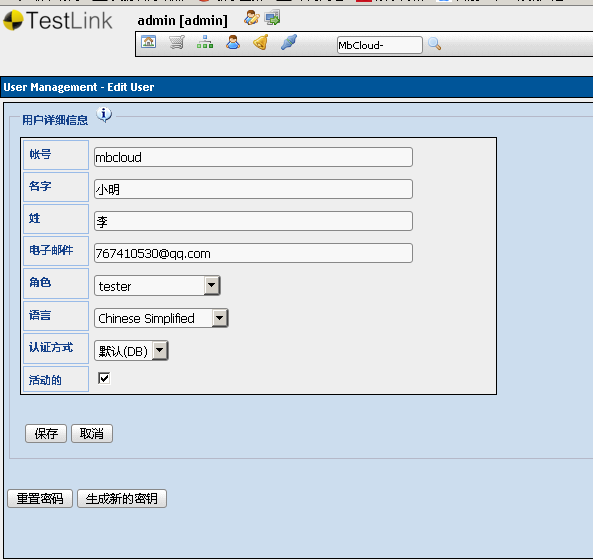 TestLink
admin [admin]
MbCloud-
User Management - Edit User
用户详细信息
帐号 mbcloud
名字 小明
姓 李
电子邮件 767410530@qq.com
角色 tester
语言 Chinese Simplified
认证方式 默认(DB)
活动的
保存 取消
重置密码 生成新的密钥